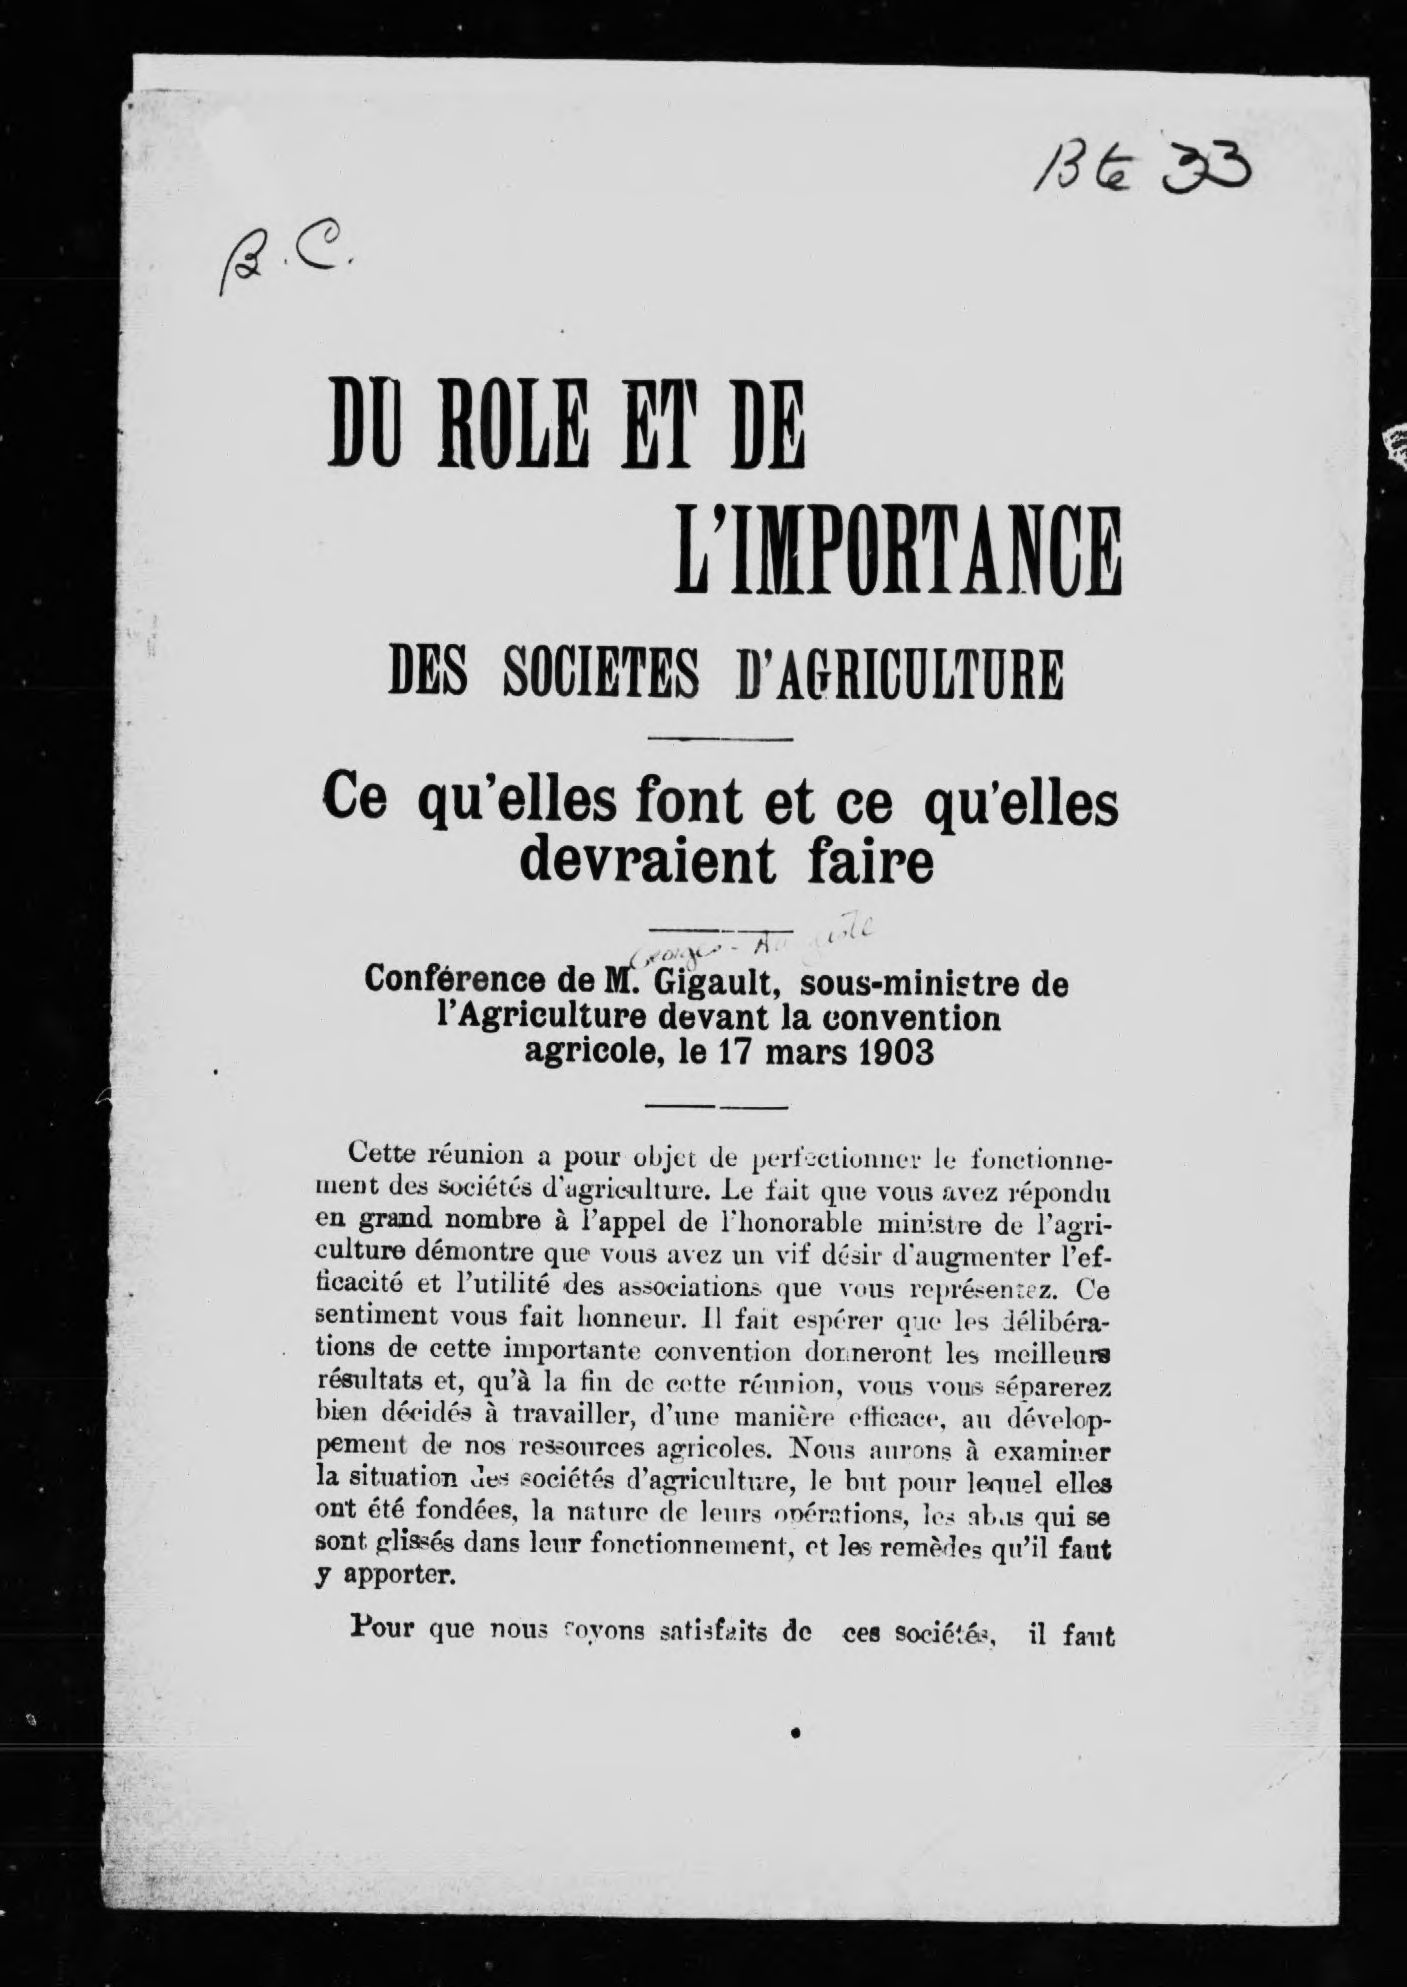 Bte 33
B. C.
DU ROLE ET DE
L'IMPORTANCE
DES SOCIETES D'AGRICULTURE
Ce qu'elles font et ce qu'elles
devraient faire
Georges-Auguste
Conférence de M. Gigault, sous-ministre de
l'Agriculture devant la convention
agricole, le 17 mars 1903
Cette réunion a pour objet de perfectionner le fonctionne-
ment des sociétés d'agriculture. Le fait que vous avez répondu
en grand nombre à l'appel de l'honorable ministre de l'agri-
culture démontre que vous avez un vif désir d'augmenter l'ef-
ficacité et l'utilité des associations que vous représentez. Ce
sentiment vous fait honneur. Il fait espérer que les délibéra-
tions de cette importante convention donneront les meilleurs
résultats et, qu'à la fin de cette réunion, vous vous séparerez
bien décidés à travailler, d'une manière efficace, au dévelop-
pement de nos ressources agricoles. Nous aurons à examiner
la situation des sociétés d'agriculture, le but pour lequel elles
ont été fondées, la nature de leurs opérations, les abus qui se
sont glissés dans leur fonctionnement, et les remèdes qu'il faut
y apporter.
Pour que nous soyons satisfaits de ces sociétés, il faut